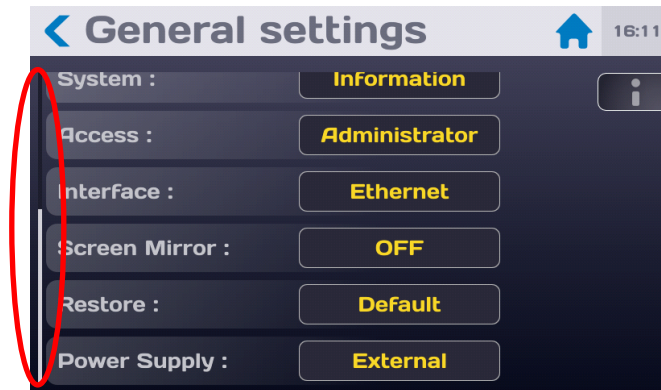 General settings
16:11
System : Information
Access : Administrator
Interface : Ethernet
Screen Mirror : OFF
Restore : Default
Power Supply : External